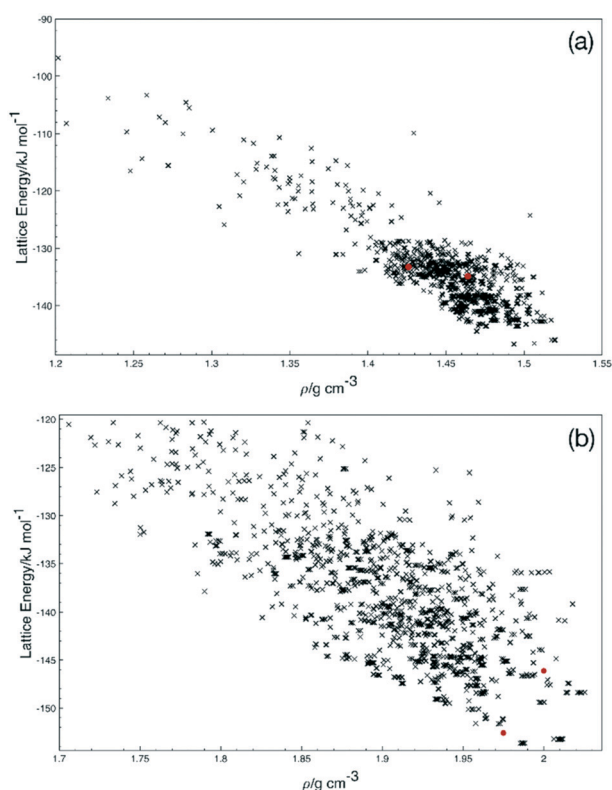 (a)
Lattice Energy/kJ mol⁻¹
-90
-100
-110
-120
-130
-140
1.2 1.25 1.3 1.35 1.4 1.45 1.5 1.55
ρ/g cm⁻³
(b)
Lattice Energy/kJ mol⁻¹
-120
-125
-130
-135
-140
-145
-150
1.7 1.75 1.8 1.85 1.9 1.95 2
ρ/g cm⁻³